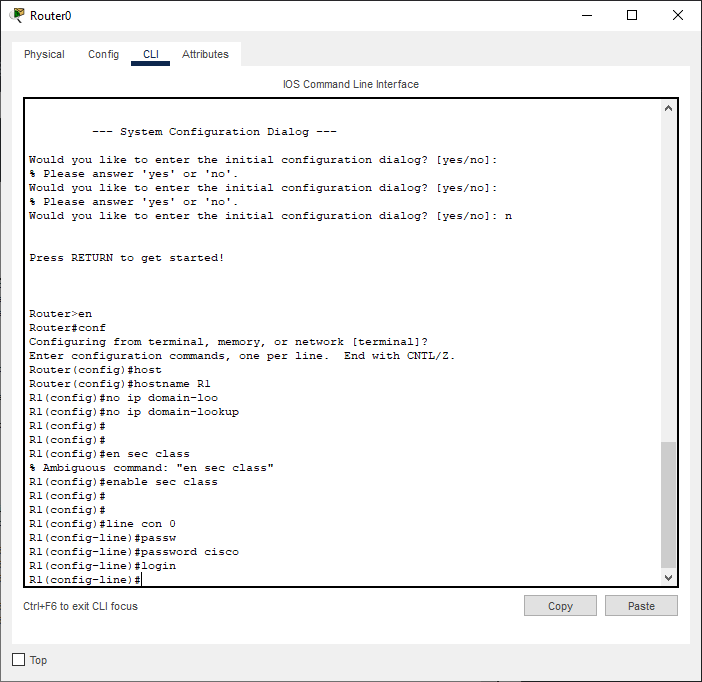 Router0
Physical Config CLI Attributes
IOS Command Line Interface
--- System Configuration Dialog ---
Would you like to enter the initial configuration dialog? [yes/no]:
% Please answer 'yes' or 'no'.
Would you like to enter the initial configuration dialog? [yes/no]:
% Please answer 'yes' or 'no'.
Would you like to enter the initial configuration dialog? [yes/no]: n
Press RETURN to get started!
Router>en
Router#conf
Configuring from terminal, memory, or network [terminal]?
Enter configuration commands, one per line.  End with CNTL/Z.
Router(config)#host
Router(config)#hostname R1
R1(config)#no ip domain-loo
R1(config)#no ip domain-lookup
R1(config)#
R1(config)#
R1(config)#en sec class
% Ambiguous command: "en sec class"
R1(config)#enable sec class
R1(config)#
R1(config)#
R1(config)#line con 0
R1(config-line)#passw
R1(config-line)#password cisco
R1(config-line)#login
R1(config-line)#
Ctrl+F6 to exit CLI focus
Copy Paste
Top